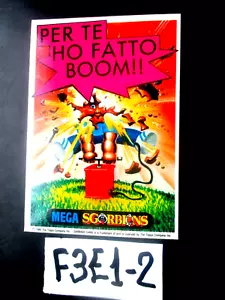 PER TE
HO FATTO
BOOM!!
MEGA SGORBIONS
F3E1-2